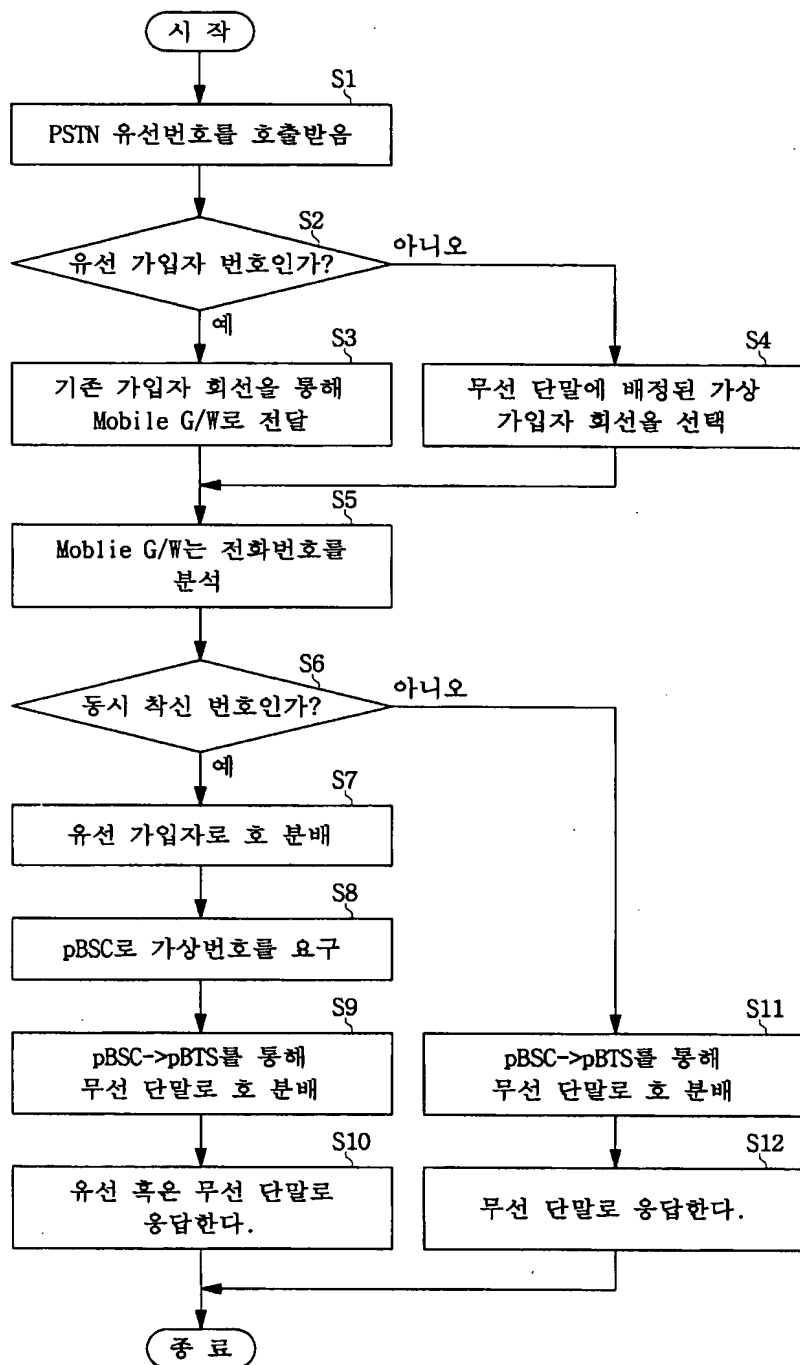 시 작
S1
PSTN 유선번호를 호출받음
S2
유선 가입자 번호인가?
아니오
예
S3
기존 가입자 회선을 통해
Mobile G/W로 전달
S4
무선 단말에 배정된 가상
가입자 회선을 선택
S5
Moblie G/W는 전화번호를
분석
S6
동시 착신 번호인가?
아니오
예
S7
유선 가입자로 호 분배
S8
pBSC로 가상번호를 요구
S9
pBSC->pBTS를 통해
무선 단말로 호 분배
S11
pBSC->pBTS를 통해
무선 단말로 호 분배
S10
유선 혹은 무선 단말로
응답한다.
S12
무선 단말로 응답한다.
종 료